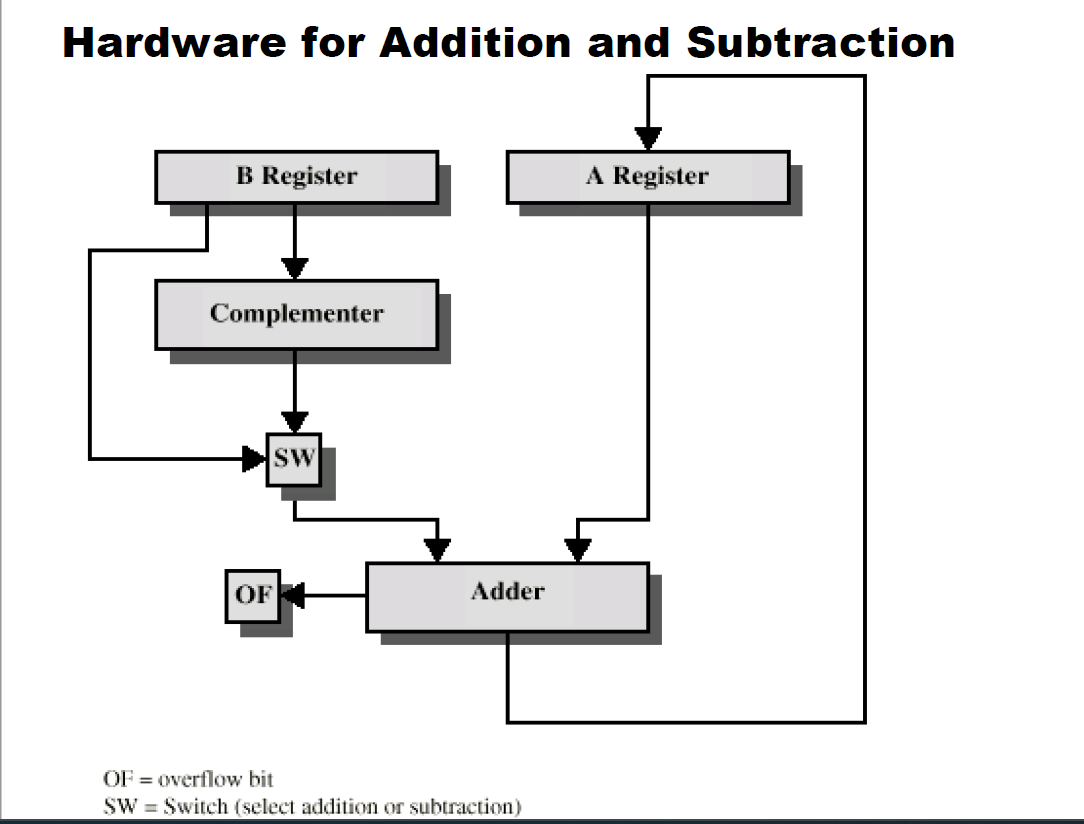 Hardware for Addition and Subtraction
B Register
A Register
Complementer
SW
OF
Adder
OF = overflow bit
SW = Switch (select addition or subtraction)